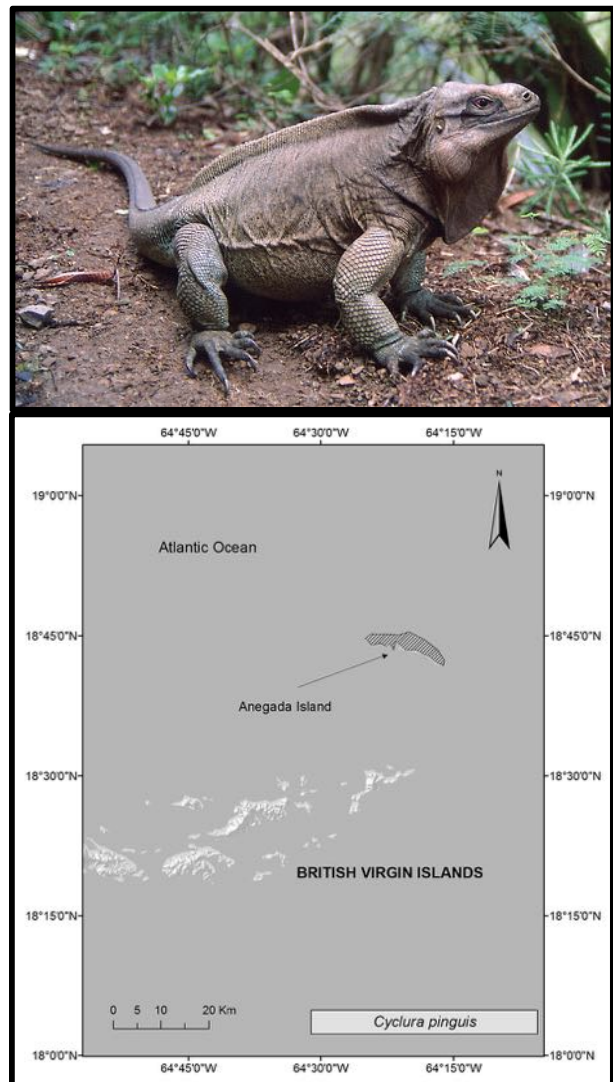 64°45'0"W 64°30'0"W 64°15'0"W
N
19°0'0"N 19°0'0"N
Atlantic Ocean
18°45'0"N 18°45'0"N
Anegada Island
18°30'0"N 18°30'0"N
BRITISH VIRGIN ISLANDS
18°15'0"N 18°15'0"N
0 5 10 20 Km
Cyclura pinguis
18°0'0"N 18°0'0"N
64°45'0"W 64°30'0"W 64°15'0"W